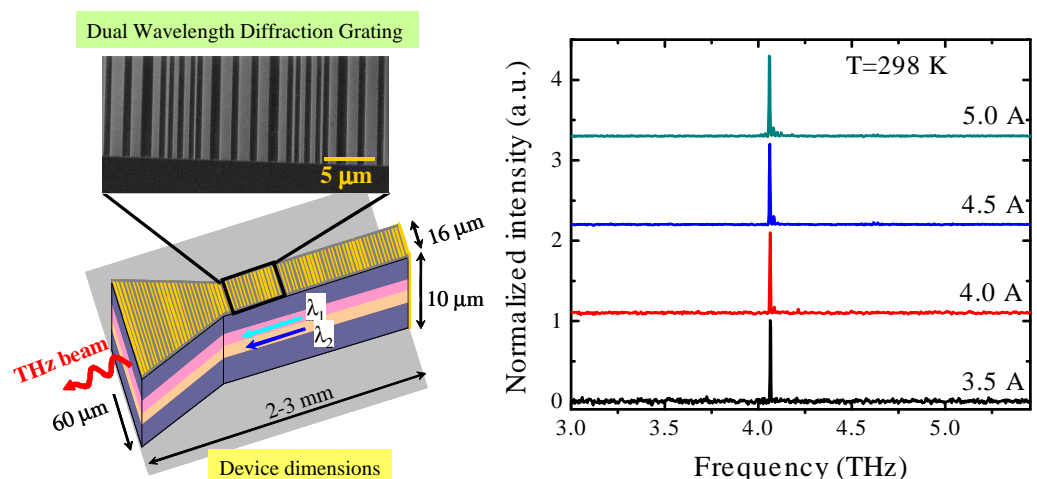 Dual Wavelength Diffraction Grating
5 μm
16 μm
10 μm
λ1
λ2
THz beam
60 μm
2-3 mm
Device dimensions
T=298 K
5.0 A
4.5 A
4.0 A
3.5 A
Normalized intensity (a.u.)
4
3
2
1
0
3.0 3.5 4.0 4.5 5.0
Frequency (THz)